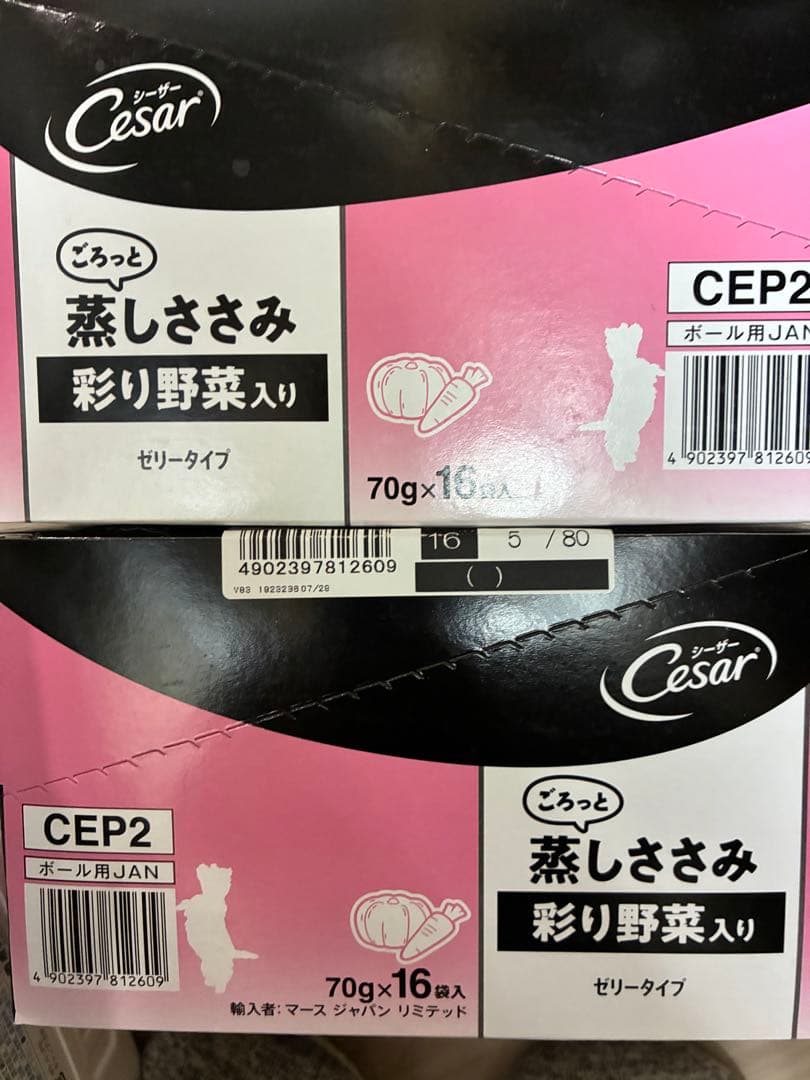 シーザー
Cesar®
ごろっと
蒸しささみ
彩り野菜入り
ゼリータイプ
70g×16袋入
CEP2
ボール用JAN
4 902397 812609
4902397812609
16 5 /80
( )
シーザー
Cesar®
CEP2
ボール用JAN
4 902397 812609
70g×16袋入
輸入者:マース ジャパン リミテッド
ごろっと
蒸しささみ
彩り野菜入り
ゼリータイプ